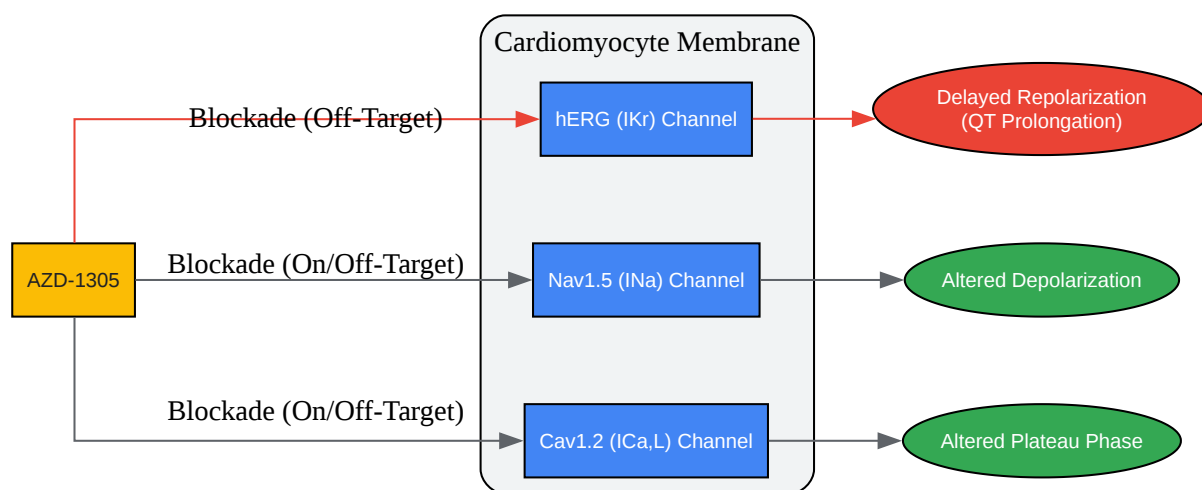 Cardiomyocyte Membrane
Blockade (Off-Target)
hERG (IKr) Channel
Delayed Repolarization
(QT Prolongation)
AZD-1305
Blockade (On/Off-Target)
Nav1.5 (INa) Channel
Altered Depolarization
Blockade (On/Off-Target)
Cav1.2 (ICa,L) Channel
Altered Plateau Phase